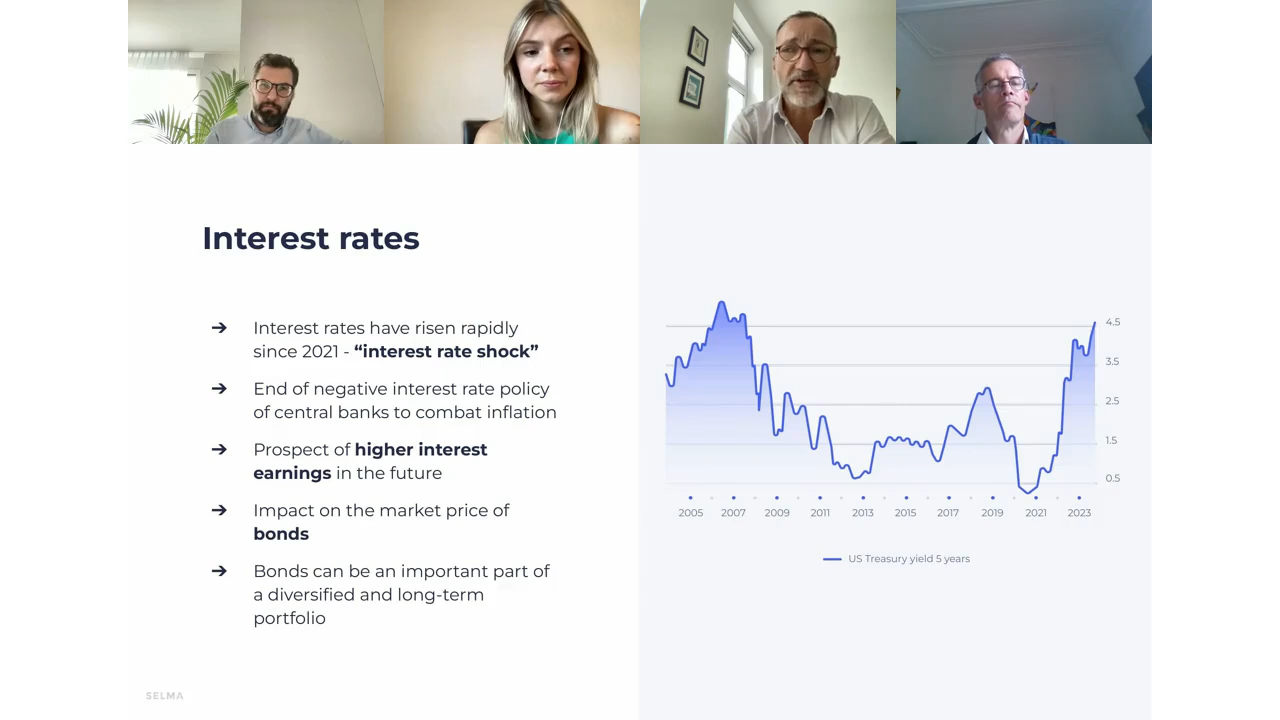 Interest rates
➔ Interest rates have risen rapidly
since 2021 - “interest rate shock”
➔ End of negative interest rate policy
of central banks to combat inflation
➔ Prospect of higher interest
earnings in the future
➔ Impact on the market price of
bonds
➔ Bonds can be an important part of
a diversified and long-term
portfolio
4.5
3.5
2.5
1.5
0.5
2005 2007 2009 2011 2013 2015 2017 2019 2021 2023
US Treasury yield 5 years
SELMA